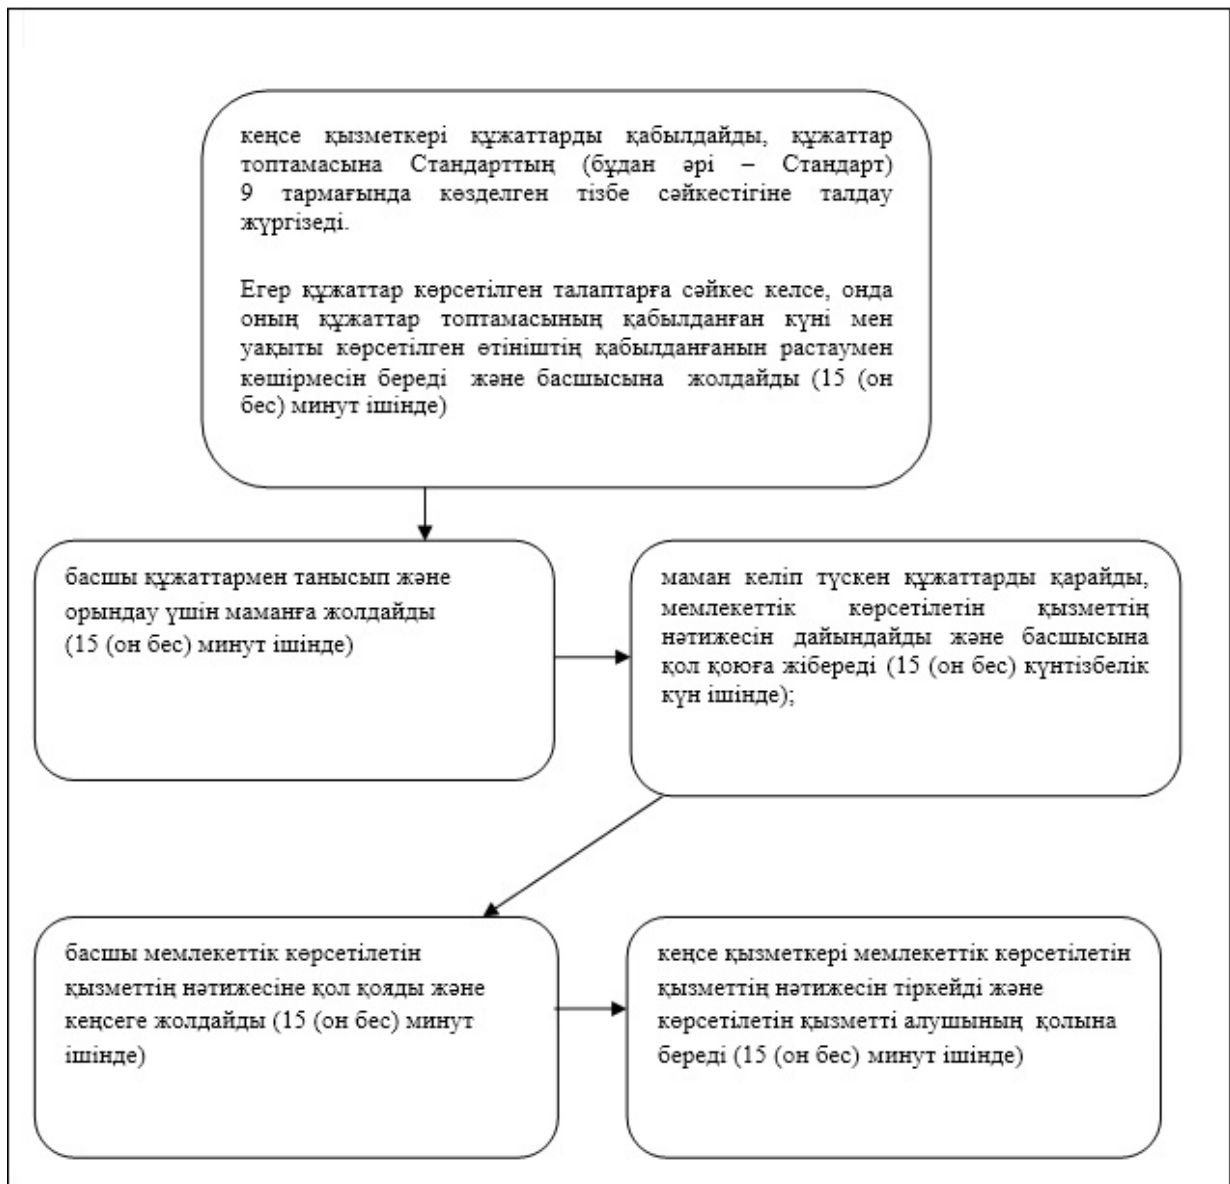 кеңсе қызметкері құжаттарды қабылдайды, құжаттар
топтамасына Стандарттың (бұдан әрі – Стандарт)
9 тармағында көзделген тізбе сәйкестігіне талдау
жүргізеді.
Егер құжаттар көрсетілген талаптарға сәйкес келсе, онда
оның құжаттар топтамасының қабылданған күні мен
уақыты көрсетілген өтініштің қабылданғанын растаумен
көшірмесін береді және басшысына жолдайды (15 (он
бес) минут ішінде)
басшы құжаттармен танысып және
орындау үшін маманға жолдайды
(15 (он бес) минут ішінде)
маман келіп түскен құжаттарды қарайды,
мемлекеттік көрсетілетін қызметтің
нәтижесін дайындайды және басшысына
қол қоюға жібереді (15 (он бес) күнтізбелік
күн ішінде);
басшы мемлекеттік көрсетілетін
қызметтің нәтижесіне қол қояды және
кеңсеге жолдайды (15 (он бес) минут
ішінде)
кеңсе қызметкері мемлекеттік көрсетілетін
қызметтің нәтижесін тіркейді және
көрсетілетін қызметті алушының қолына
береді (15 (он бес) минут ішінде)